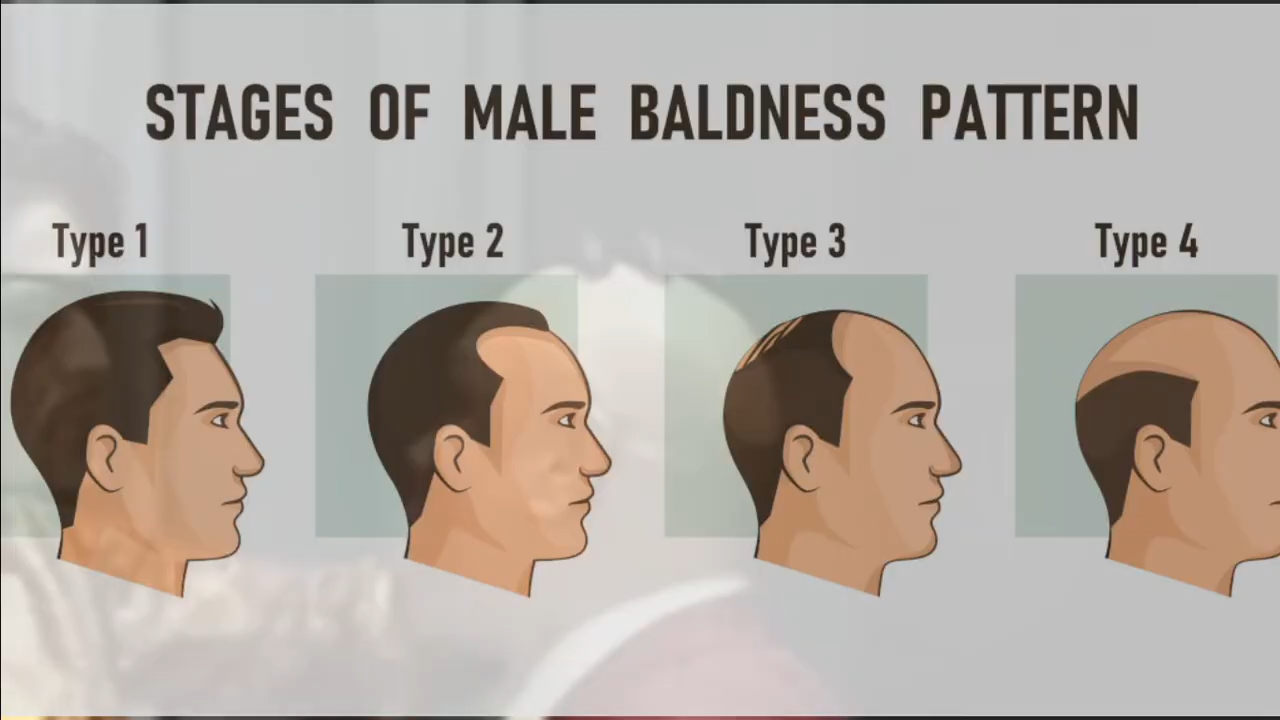 STAGES OF MALE BALDNESS PATTERN
Type 1
Type 2
Type 3
Type 4